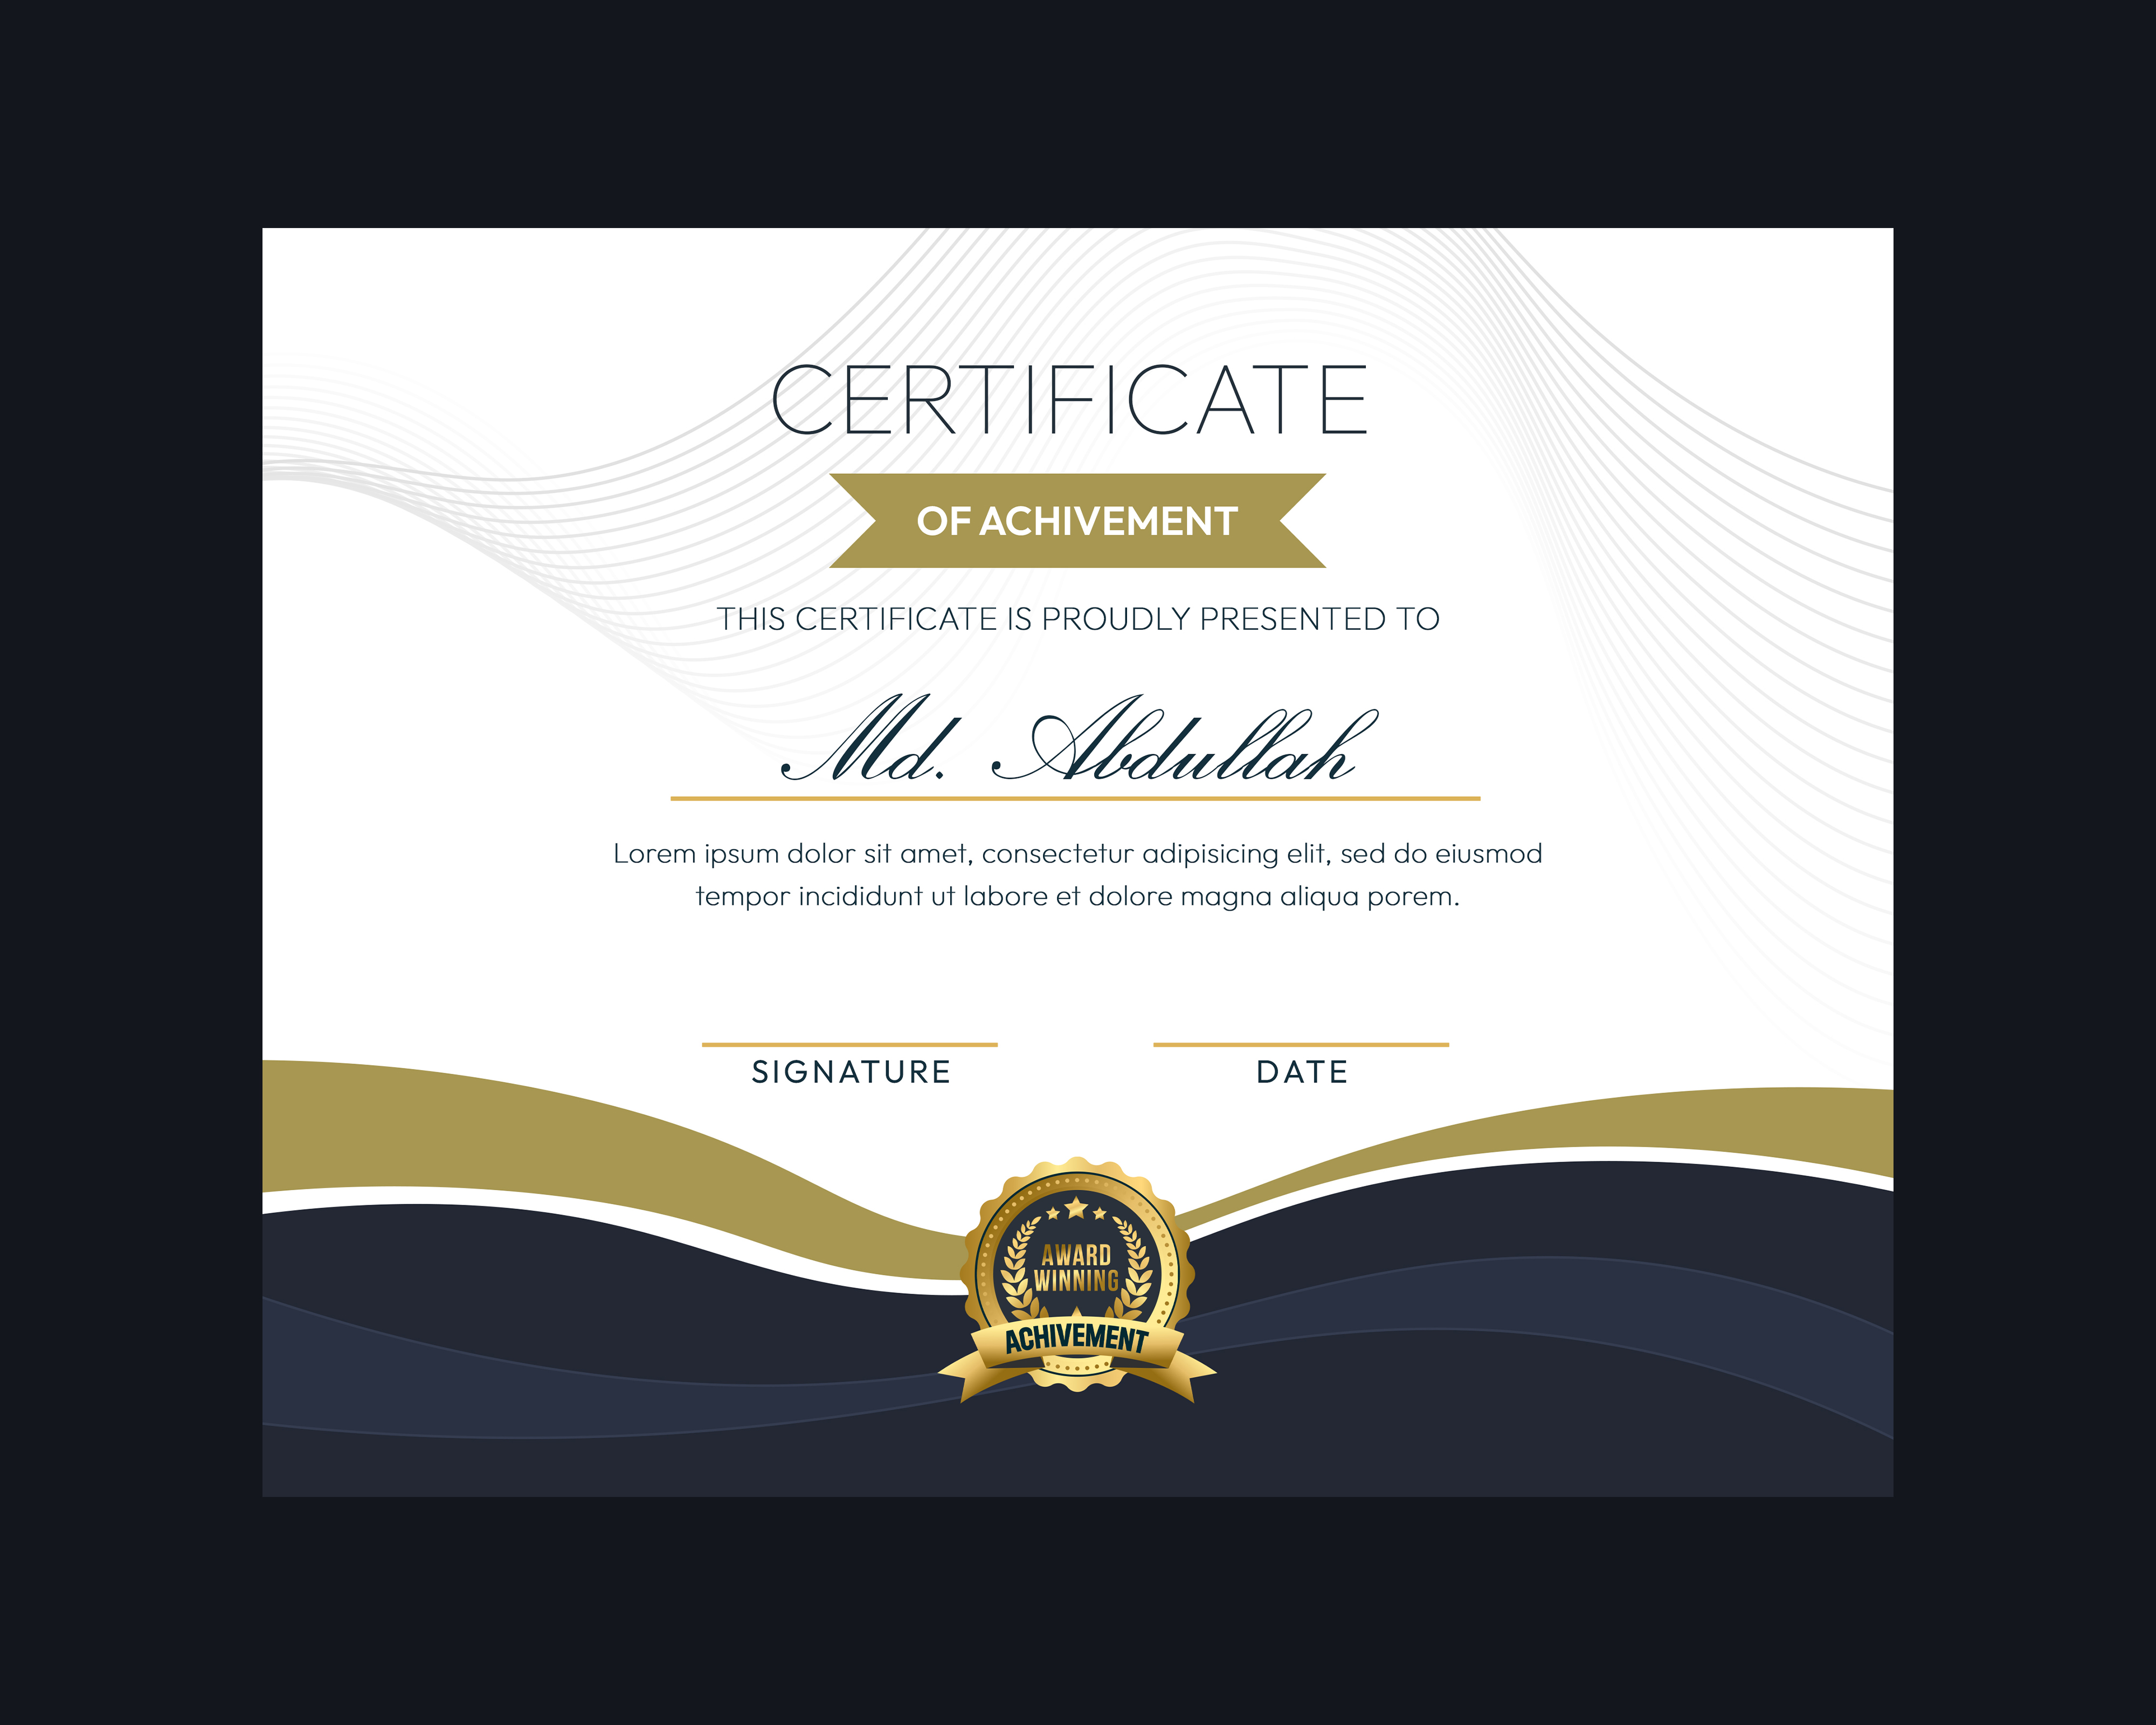 CERTIFICATE
OF ACHIVEMENT
THIS CERTIFICATE IS PROUDLY PRESENTED TO
Md. Abdullah
Lorem ipsum dolor sit amet, consectetur adipisicing elit, sed do eiusmod
tempor incididunt ut labore et dolore magna aliqua porem.
SIGNATURE
DATE
AWARD
WINNING
ACHIVEMENT